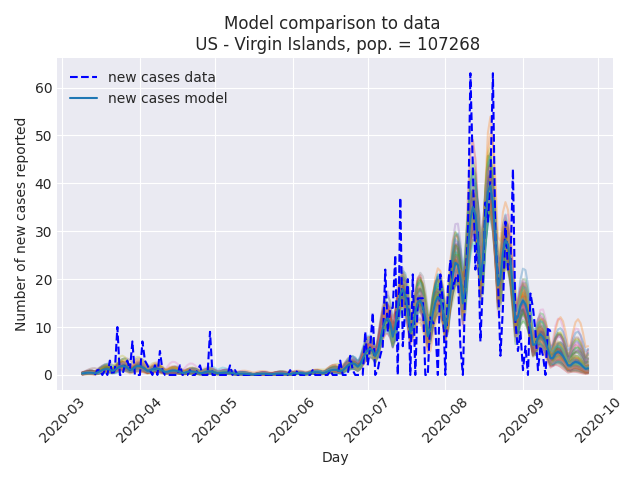 Model comparison to data
US - Virgin Islands, pop. = 107268
new cases data
new cases model
Number of new cases reported
60
50
40
30
20
10
0
2020-03
2020-04
2020-05
2020-06
2020-07
2020-08
2020-09
2020-10
Day